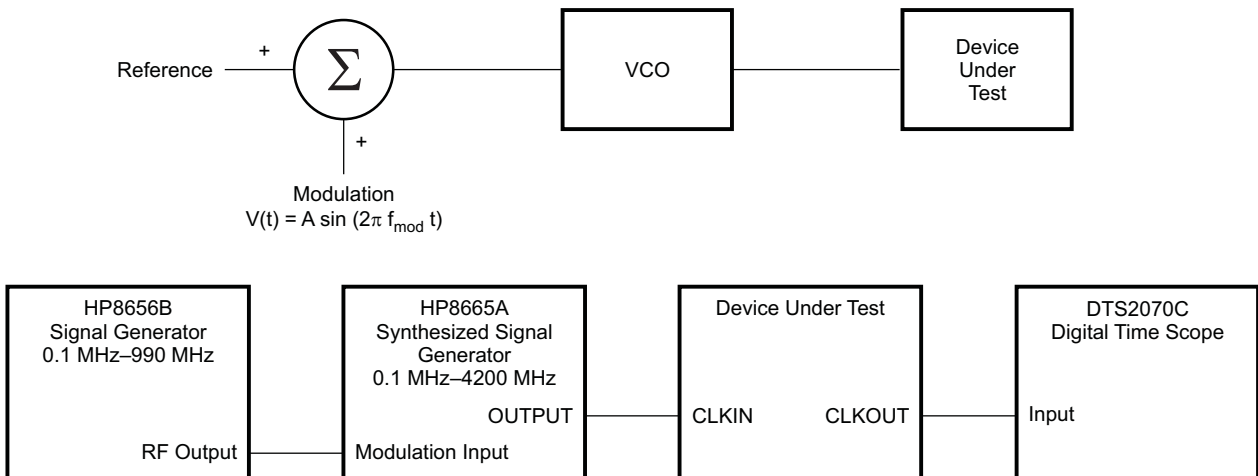 +
Reference
Σ
VCO
Device
Under
Test
+
Modulation
V(t) = A sin (2π f_mod t)
HP8656B
Signal Generator
0.1 MHz–990 MHz
RF Output
HP8665A
Synthesized Signal
Generator
0.1 MHz–4200 MHz
OUTPUT
Modulation Input
Device Under Test
CLKIN
CLKOUT
DTS2070C
Digital Time Scope
Input